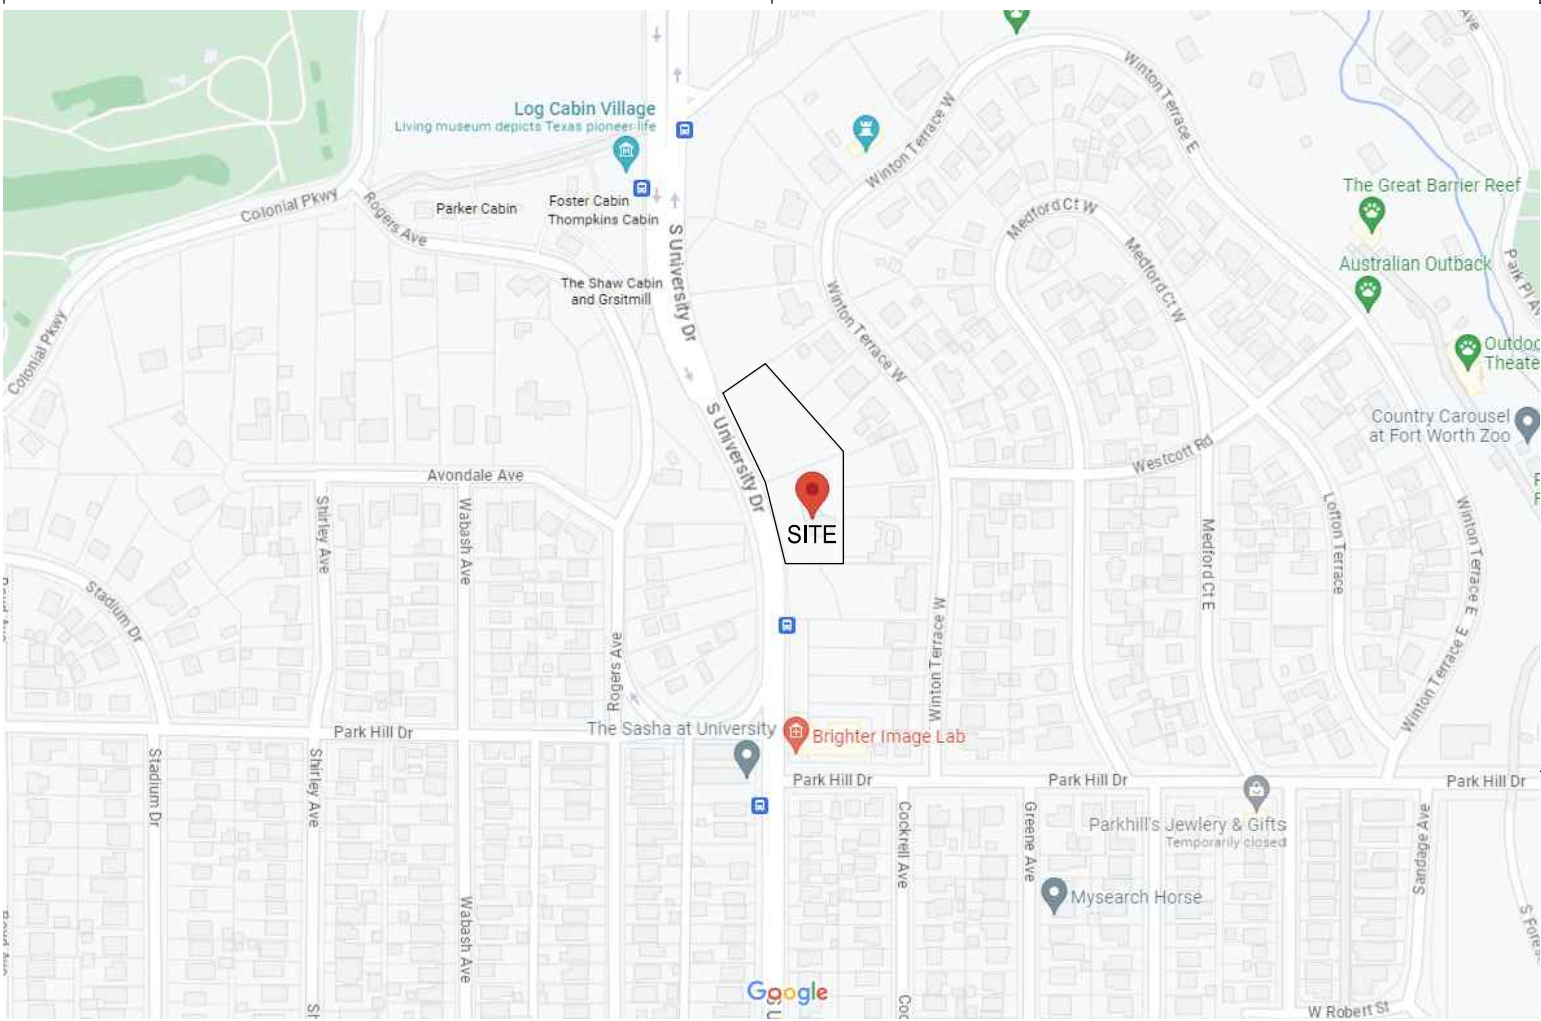 Log Cabin Village
Living museum depicts Texas pioneer life
Winton Terrace W
Winton Terrace E
Colonial Pkwy
Rogers Ave
Parker Cabin
Foster Cabin
Thompkins Cabin
S University Dr
The Shaw Cabin
and Grsitmill
Medford Ct W
Medford Ct W
The Great Barrier Reef
Australian Outback
Colonial Pkwy
Winton Terrace W
Outdoo
Theate
Country Carousel
at Fort Worth Zoo
S University Dr
Avondale Ave
Westcott Rd
SITE
Shirley Ave
Wabash Ave
Stadium Dr
Medford Ct E
Lofton Terrace
Winton Terrace E
Rogers Ave
Winton Terrace W
Winton Terrace E
Park Hill Dr
The Sasha at University
Brighter Image Lab
Park Hill Dr
Park Hill Dr
Park Hill Dr
Stadium Dr
Shirley Ave
Cockrell Ave
Greene Ave
Parkhill's Jewlery & Gifts
Temporarily closed
Sandage Ave
Mysearch Horse
Wabash Ave
Google
W Robert St